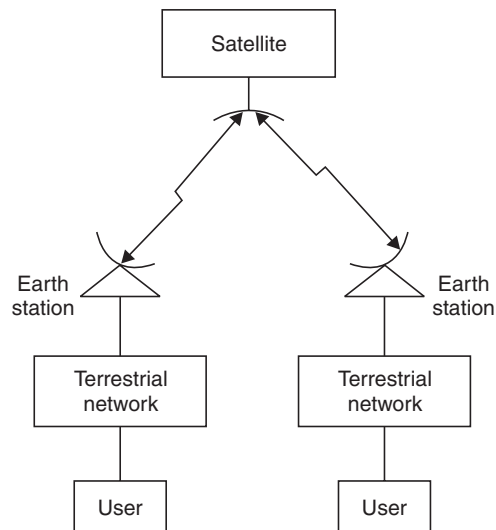 Satellite
Earth
station
Earth
station
Terrestrial
network
Terrestrial
network
User
User